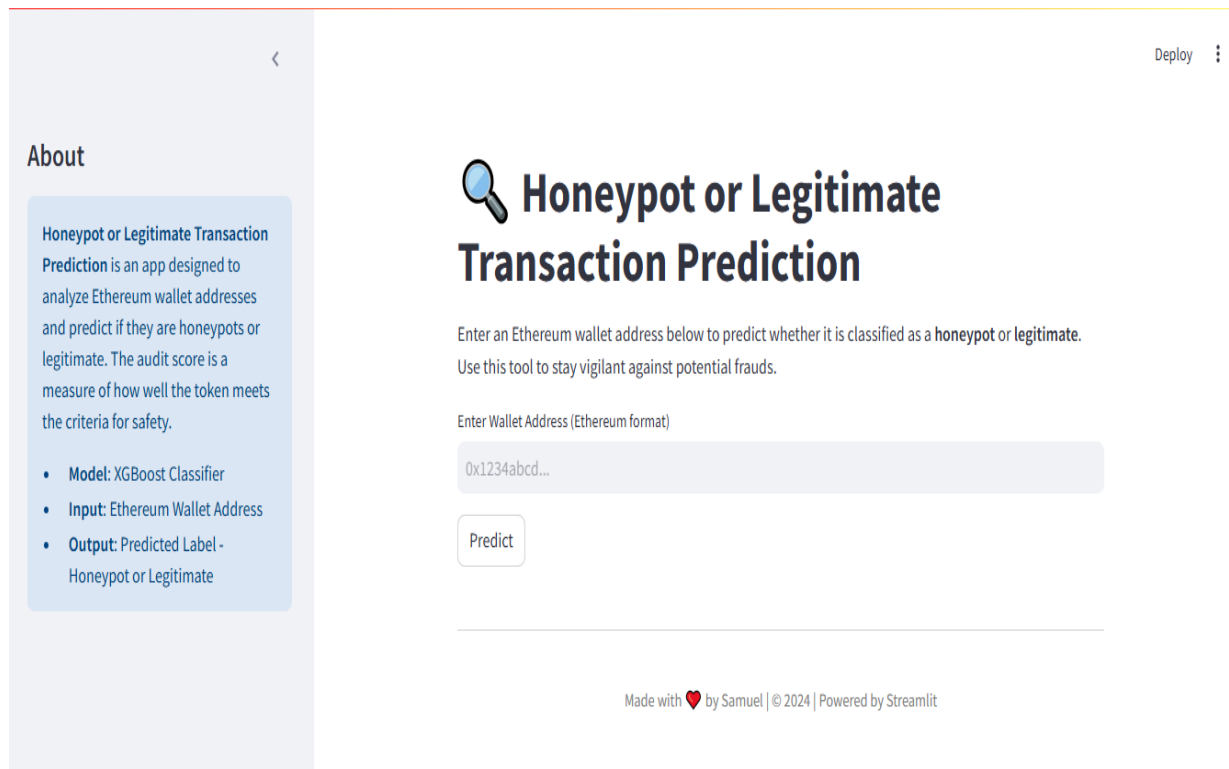 Deploy
About
Honeypot or Legitimate Transaction
Prediction is an app designed to
analyze Ethereum wallet addresses
and predict if they are honeypots or
legitimate. The audit score is a
measure of how well the token meets
the criteria for safety.
• Model: XGBoost Classifier
• Input: Ethereum Wallet Address
• Output: Predicted Label -
Honeypot or Legitimate
🔍 Honeypot or Legitimate
Transaction Prediction
Enter an Ethereum wallet address below to predict whether it is classified as a honeypot or legitimate.
Use this tool to stay vigilant against potential frauds.
Enter Wallet Address (Ethereum format)
0x1234abcd...
Predict
Made with ❤️ by Samuel | © 2024 | Powered by Streamlit